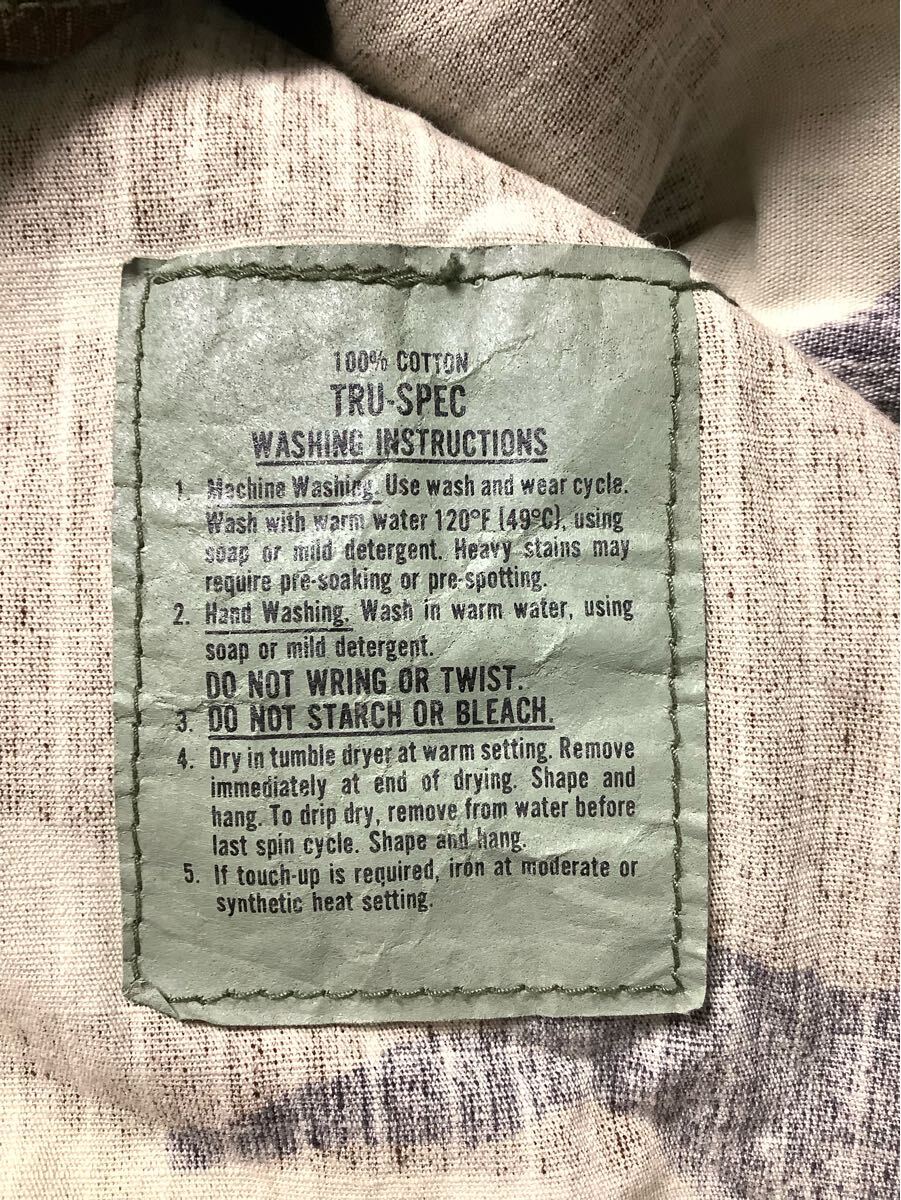 100% COTTON
TRU-SPEC
WASHING INSTRUCTIONS
1. Machine Washing. Use wash and wear cycle.
Wash with warm water 120°F (49°C), using
soap or mild detergent. Heavy stains may
require pre-soaking or pre-spotting.
2. Hand Washing. Wash in warm water, using
soap or mild detergent.
DO NOT WRING OR TWIST.
3. DO NOT STARCH OR BLEACH.
4. Dry in tumble dryer at warm setting. Remove
immediately at end of drying. Shape and
hang. To drip dry, remove from water before
last spin cycle. Shape and hang.
5. If touch-up is required, iron at moderate or
synthetic heat setting.